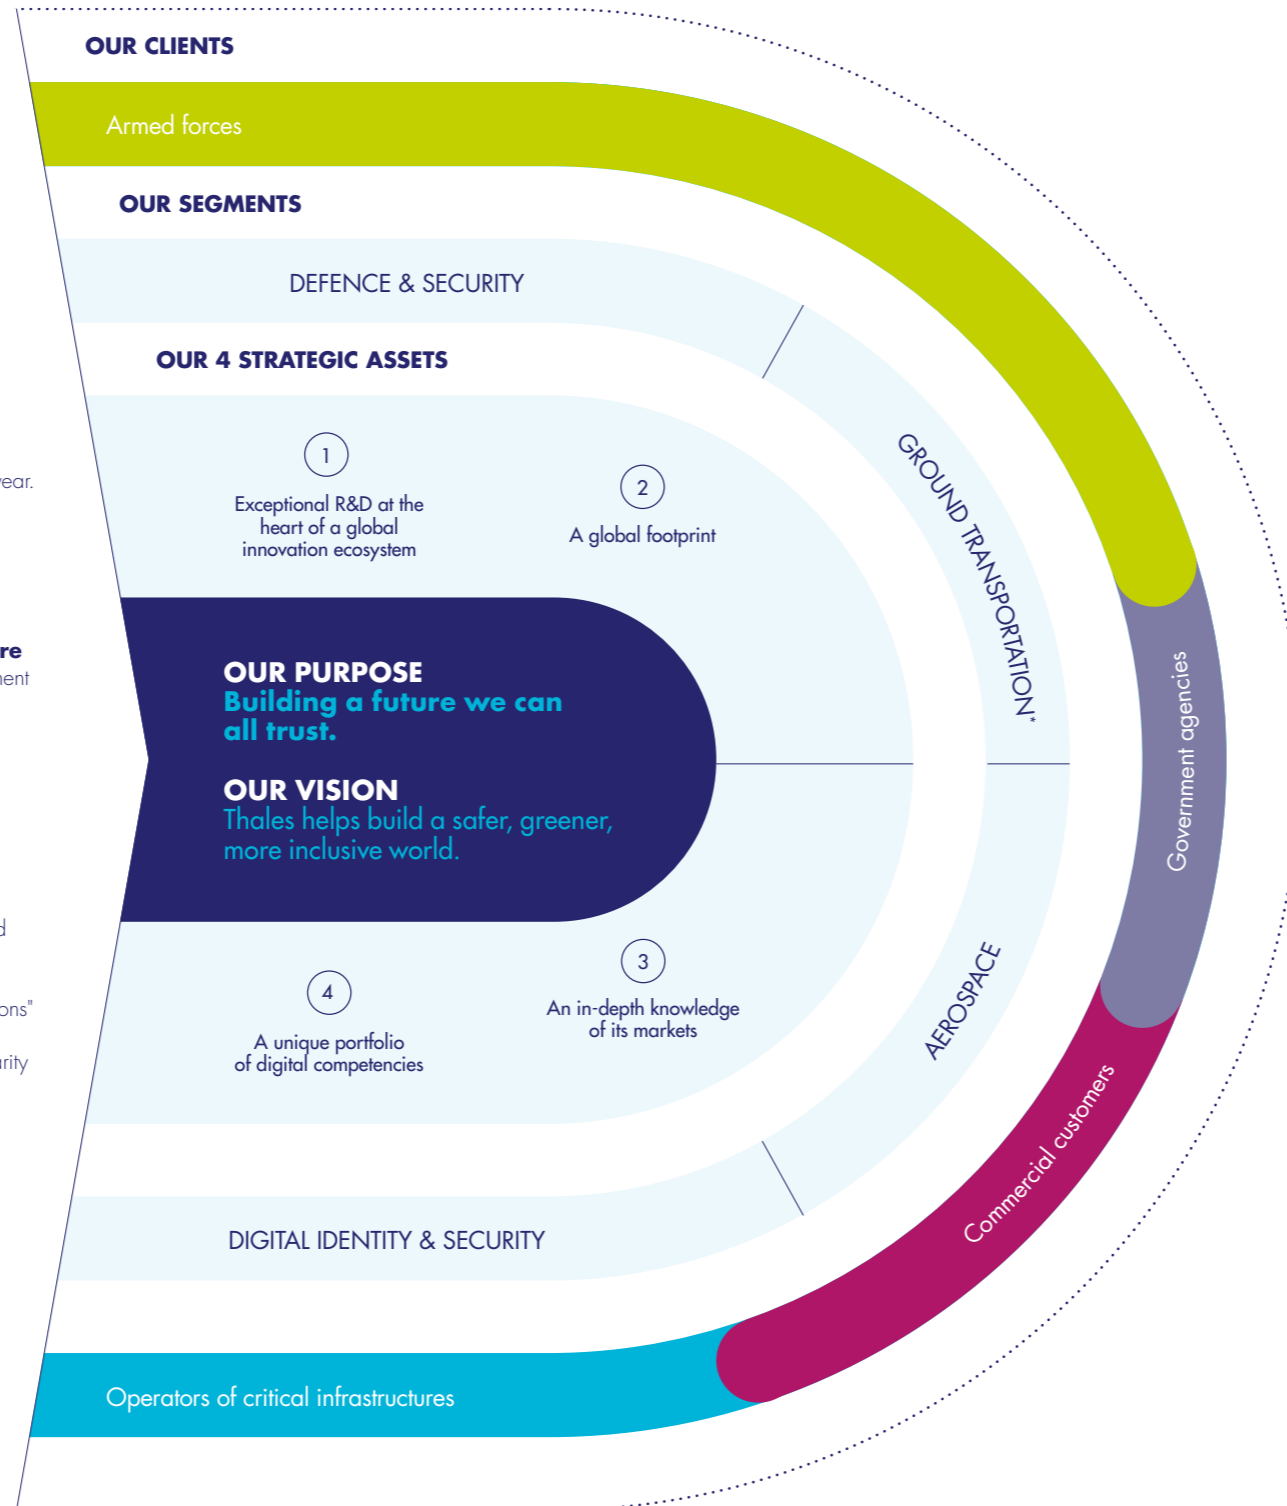 OUR CLIENTS
Armed forces
OUR SEGMENTS
DEFENCE & SECURITY
GROUND TRANSPORTATION*
AEROSPACE
DIGITAL IDENTITY & SECURITY
OUR 4 STRATEGIC ASSETS
1
Exceptional R&D at the
heart of a global
innovation ecosystem
2
A global footprint
OUR PURPOSE
Building a future we can
all trust.
OUR VISION
Thales helps build a safer, greener,
more inclusive world.
3
An in-depth knowledge
of its markets
4
A unique portfolio
of digital competencies
Government agencies
Commercial customers
Operators of critical infrastructures